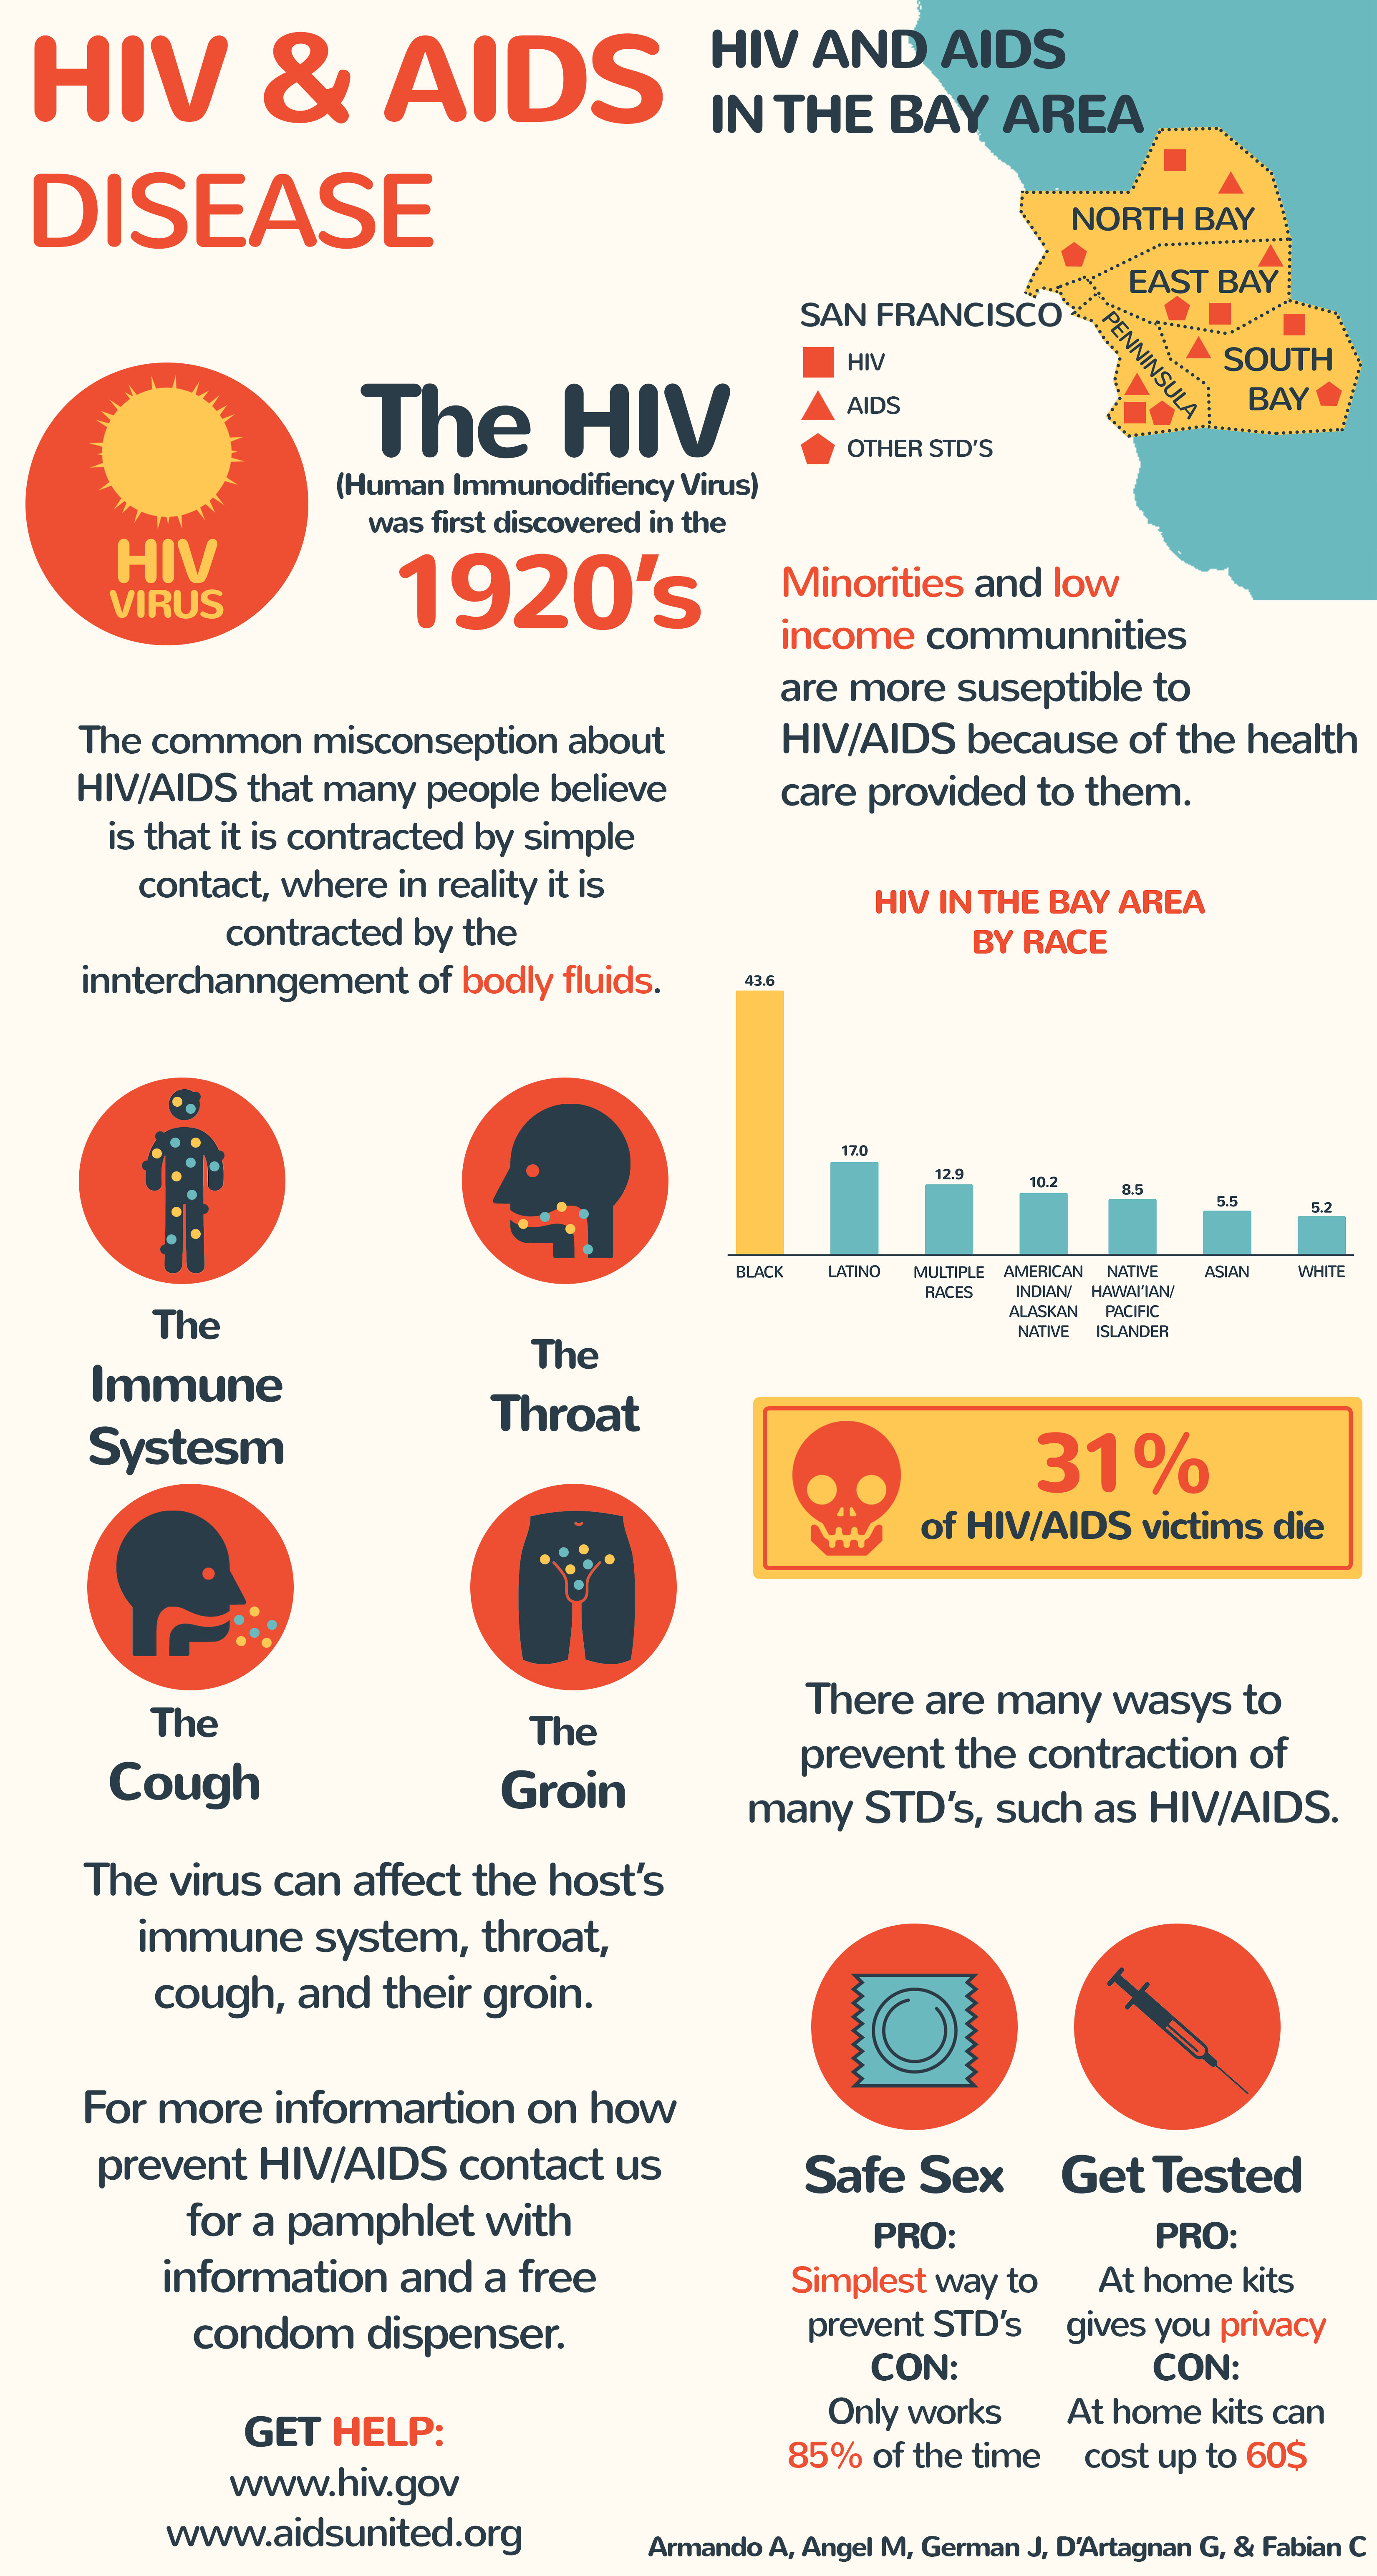 HIV & AIDS
DISEASE
HIV
VIRUS
The HIV
(Human Immunodifiency Virus)
was first discovered in the
1920's
The common misconseption about
HIV/AIDS that many people believe
is that it is contracted by simple
contact, where in reality it is
contracted by the
innterchanngement of bodly fluids.
The
Immune
Systesm
The
Throat
The
Cough
The
Groin
The virus can affect the host's
immune system, throat,
cough, and their groin.
For more informartion on how
prevent HIV/AIDS contact us
for a pamphlet with
information and a free
condom dispenser.
GET HELP:
www.hiv.gov
www.aidsunited.org
HIV AND AIDS
IN THE BAY AREA
NORTH BAY
EAST BAY
SAN FRANCISCO
PENNINSULA
SOUTH
BAY
HIV
AIDS
OTHER STD'S
Minorities and low
income communnities
are more suseptible to
HIV/AIDS because of the health
care provided to them.
HIV IN THE BAY AREA
BY RACE
43.6
17.0
12.9
10.2
8.5
5.5
5.2
BLACK
LATINO
MULTIPLE
RACES
AMERICAN
INDIAN/
ALASKAN
NATIVE
NATIVE
HAWAI'IAN/
PACIFIC
ISLANDER
ASIAN
WHITE
31%
of HIV/AIDS victims die
There are many wasys to
prevent the contraction of
many STD's, such as HIV/AIDS.
Safe Sex
PRO:
Simplest way to
prevent STD's
CON:
Only works
85% of the time
Get Tested
PRO:
At home kits
gives you privacy
CON:
At home kits can
cost up to 60$
Armando A, Angel M, German J, D'Artagnan G, & Fabian C